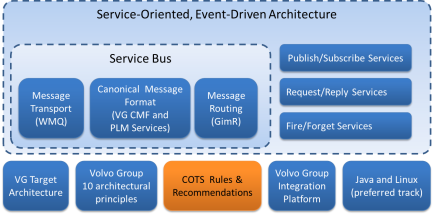 Service-Oriented, Event-Driven Architecture
Service Bus
Message
Transport
(WMQ)
Canonical Message
Format
(VG CMF and
PLM Services)
Message
Routing
(GimR)
Publish/Subscribe Services
Request/Reply Services
Fire/Forget Services
VG Target
Architecture
Volvo Group
10 architectural
principles
COTS Rules &
Recommendations
Volvo Group
Integration
Platform
Java and Linux
(preferred track)